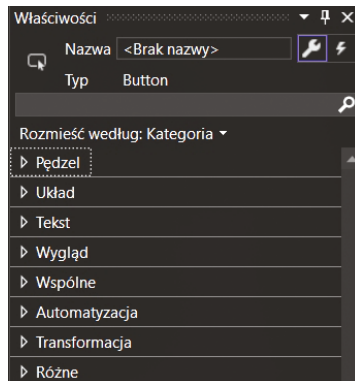 Właściwości
Nazwa <Brak nazwy>
Typ Button
Rozmieść według: Kategoria
Pędzel
Układ
Tekst
Wygląd
Wspólne
Automatyzacja
Transformacja
Różne